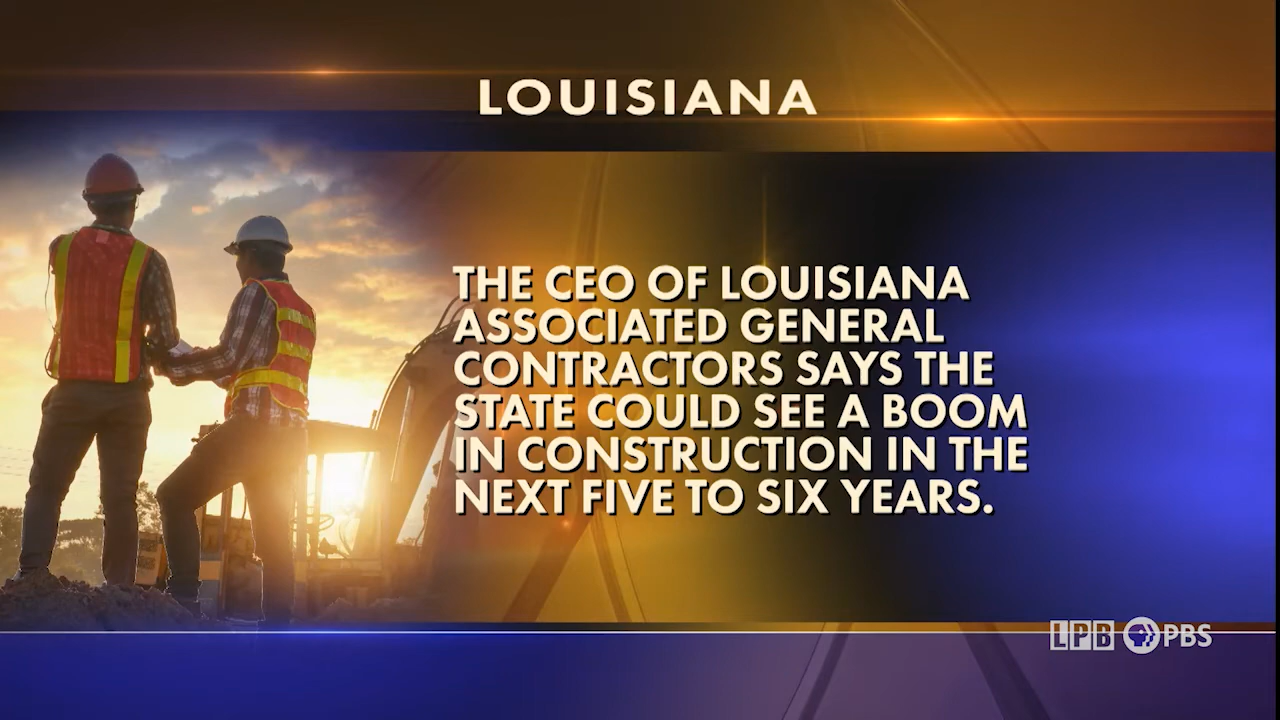 LOUISIANA
THE CEO OF LOUISIANA
ASSOCIATED GENERAL
CONTRACTORS SAYS THE
STATE COULD SEE A BOOM
IN CONSTRUCTION IN THE
NEXT FIVE TO SIX YEARS.
LPB PBS